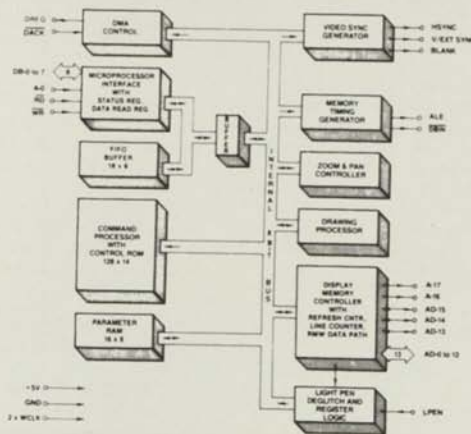 DREQ
DACK
DMA
CONTROL
DB-0 to 7
8
A-0
RD
WR
MICROPROCESSOR
INTERFACE
WITH
STATUS REG.
DATA READ REG.
FIFO
BUFFER
16 x 8
BUFFER
COMMAND
PROCESSOR
WITH
CONTROL ROM
128 x 14
PARAMETER
RAM
16 x 8
+5V
GND
2 x WCLK
INTERNAL 8-BIT BUS
VIDEO SYNC
GENERATOR
HSYNC
V/EXT SYNC
BLANK
MEMORY
TIMING
GENERATOR
ALE
DBIN
ZOOM & PAN
CONTROLLER
DRAWING
PROCESSOR
DISPLAY
MEMORY
CONTROLLER
WITH
REFRESH CNTR,
LINE COUNTER,
RMW DATA PATH
A-17
A-16
AD-15
AD-14
AD-13
13
AD-0 to 12
LIGHT PEN
DEGLITCH AND
REGISTER
LOGIC
LPEN